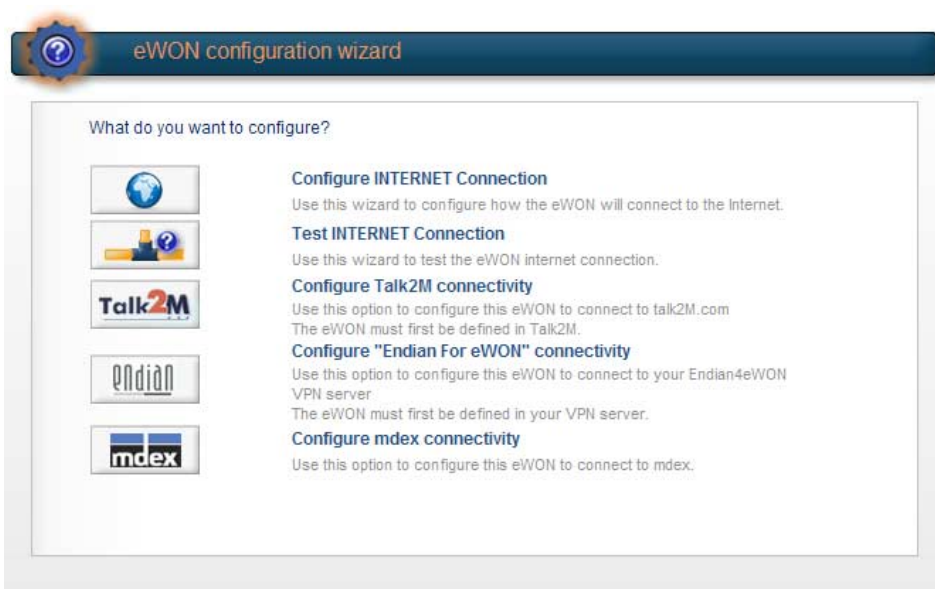 eWON configuration wizard
What do you want to configure?
Configure INTERNET Connection
Use this wizard to configure how the eWON will connect to the Internet.
Test INTERNET Connection
Use this wizard to test the eWON internet connection.
Talk2M
Configure Talk2M connectivity
Use this option to configure this eWON to connect to talk2M.com
The eWON must first be defined in Talk2M.
endian
Configure "Endian For eWON" connectivity
Use this option to configure this eWON to connect to your Endian4eWON
VPN server
The eWON must first be defined in your VPN server.
mdex
Configure mdex connectivity
Use this option to configure this eWON to connect to mdex.